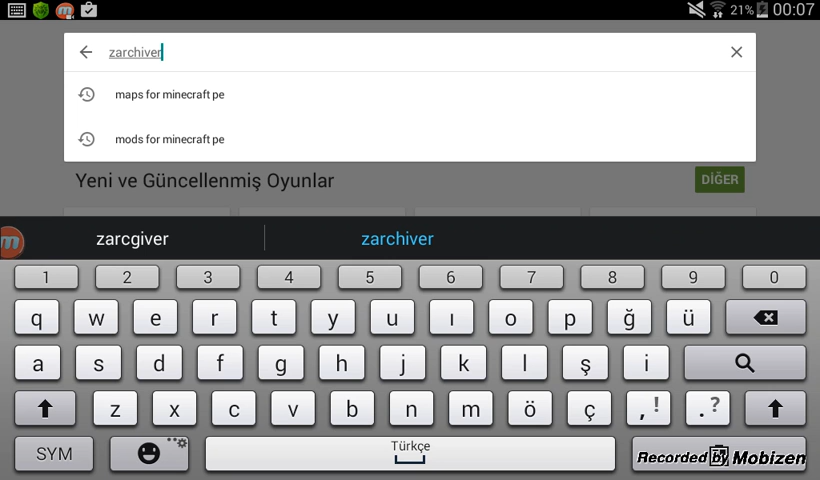 21% 00:07
zarchiver
maps for minecraft pe
mods for minecraft pe
Yeni ve Güncellenmiş Oyunlar DİĞER
m zarcgiver zarchiver
1 2 3 4 5 6 7 8 9 0
q w e r t y u ı o p ğ ü
a s d f g h j k l ş i
z x c v b n m ö ç , ! . ?
SYM Türkçe Recorded by Mobizen